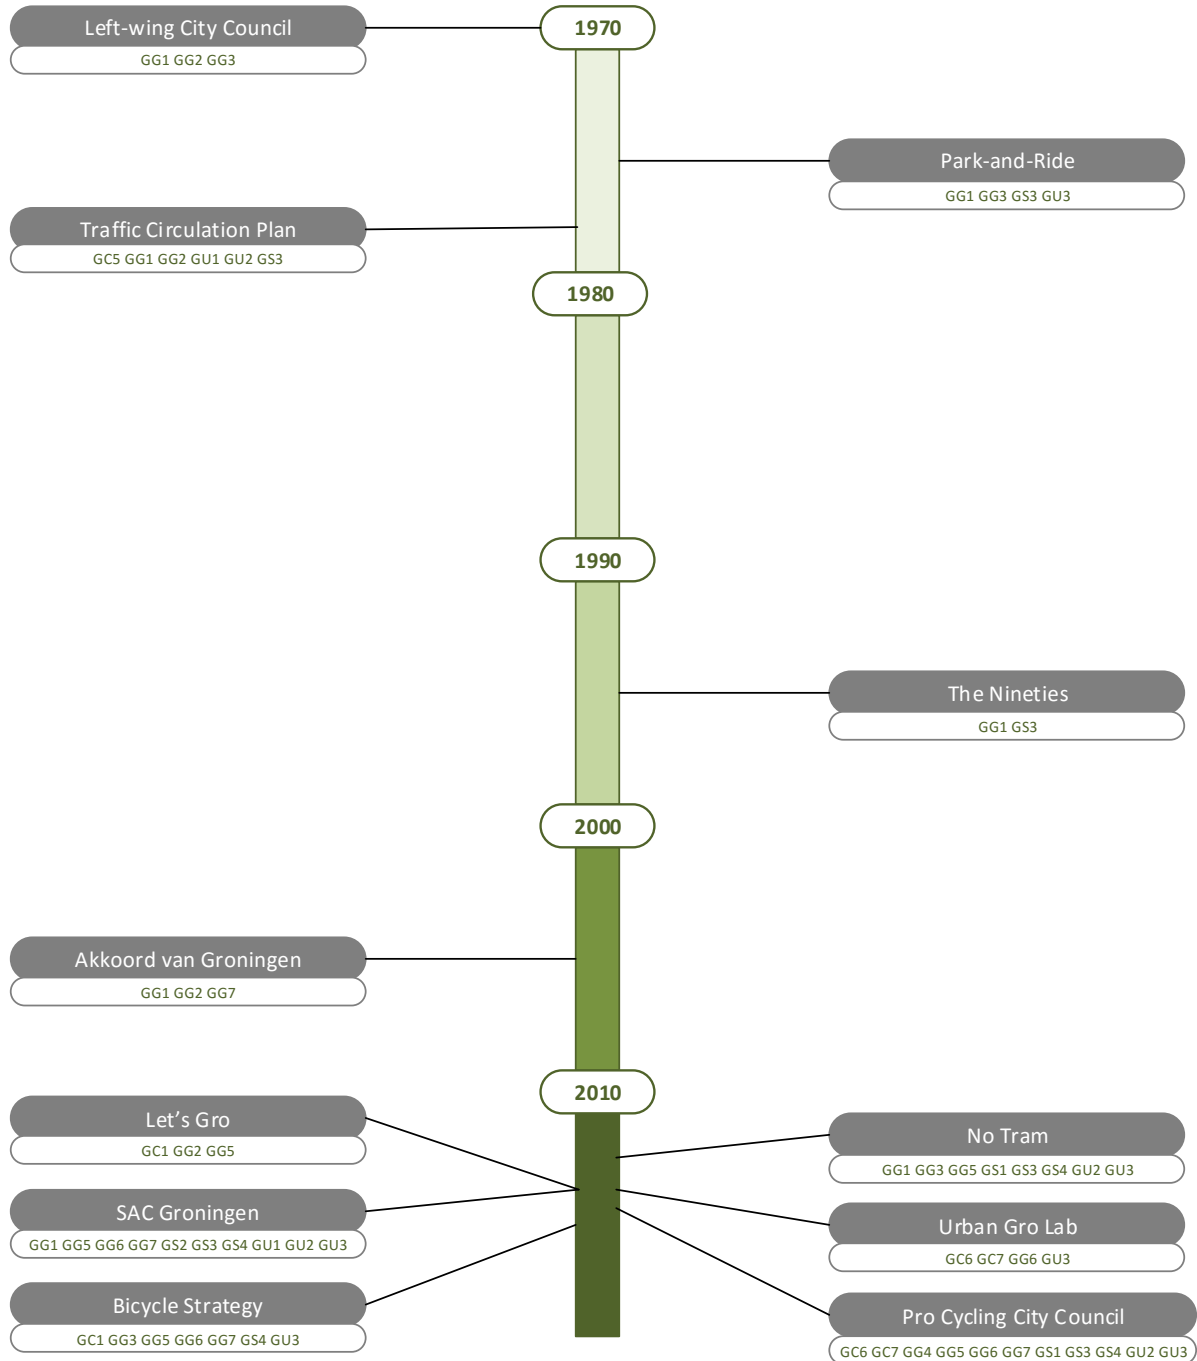 Left-wing City Council
GG1 GG2 GG3
1970
Park-and-Ride
GG1 GG3 GS3 GU3
Traffic Circulation Plan
GC5 GG1 GG2 GU1 GU2 GS3
1980
1990
The Nineties
GG1 GS3
2000
Akkoord van Groningen
GG1 GG2 GG7
2010
Let's Gro
GC1 GG2 GG5
No Tram
GG1 GG3 GG5 GS1 GS3 GS4 GU2 GU3
SAC Groningen
GG1 GG5 GG6 GG7 GS2 GS3 GS4 GU1 GU2 GU3
Urban Gro Lab
GC6 GC7 GG6 GU3
Bicycle Strategy
GC1 GG3 GG5 GG6 GG7 GS4 GU3
Pro Cycling City Council
GC6 GC7 GG4 GG5 GG6 GG7 GS1 GS3 GS4 GU2 GU3